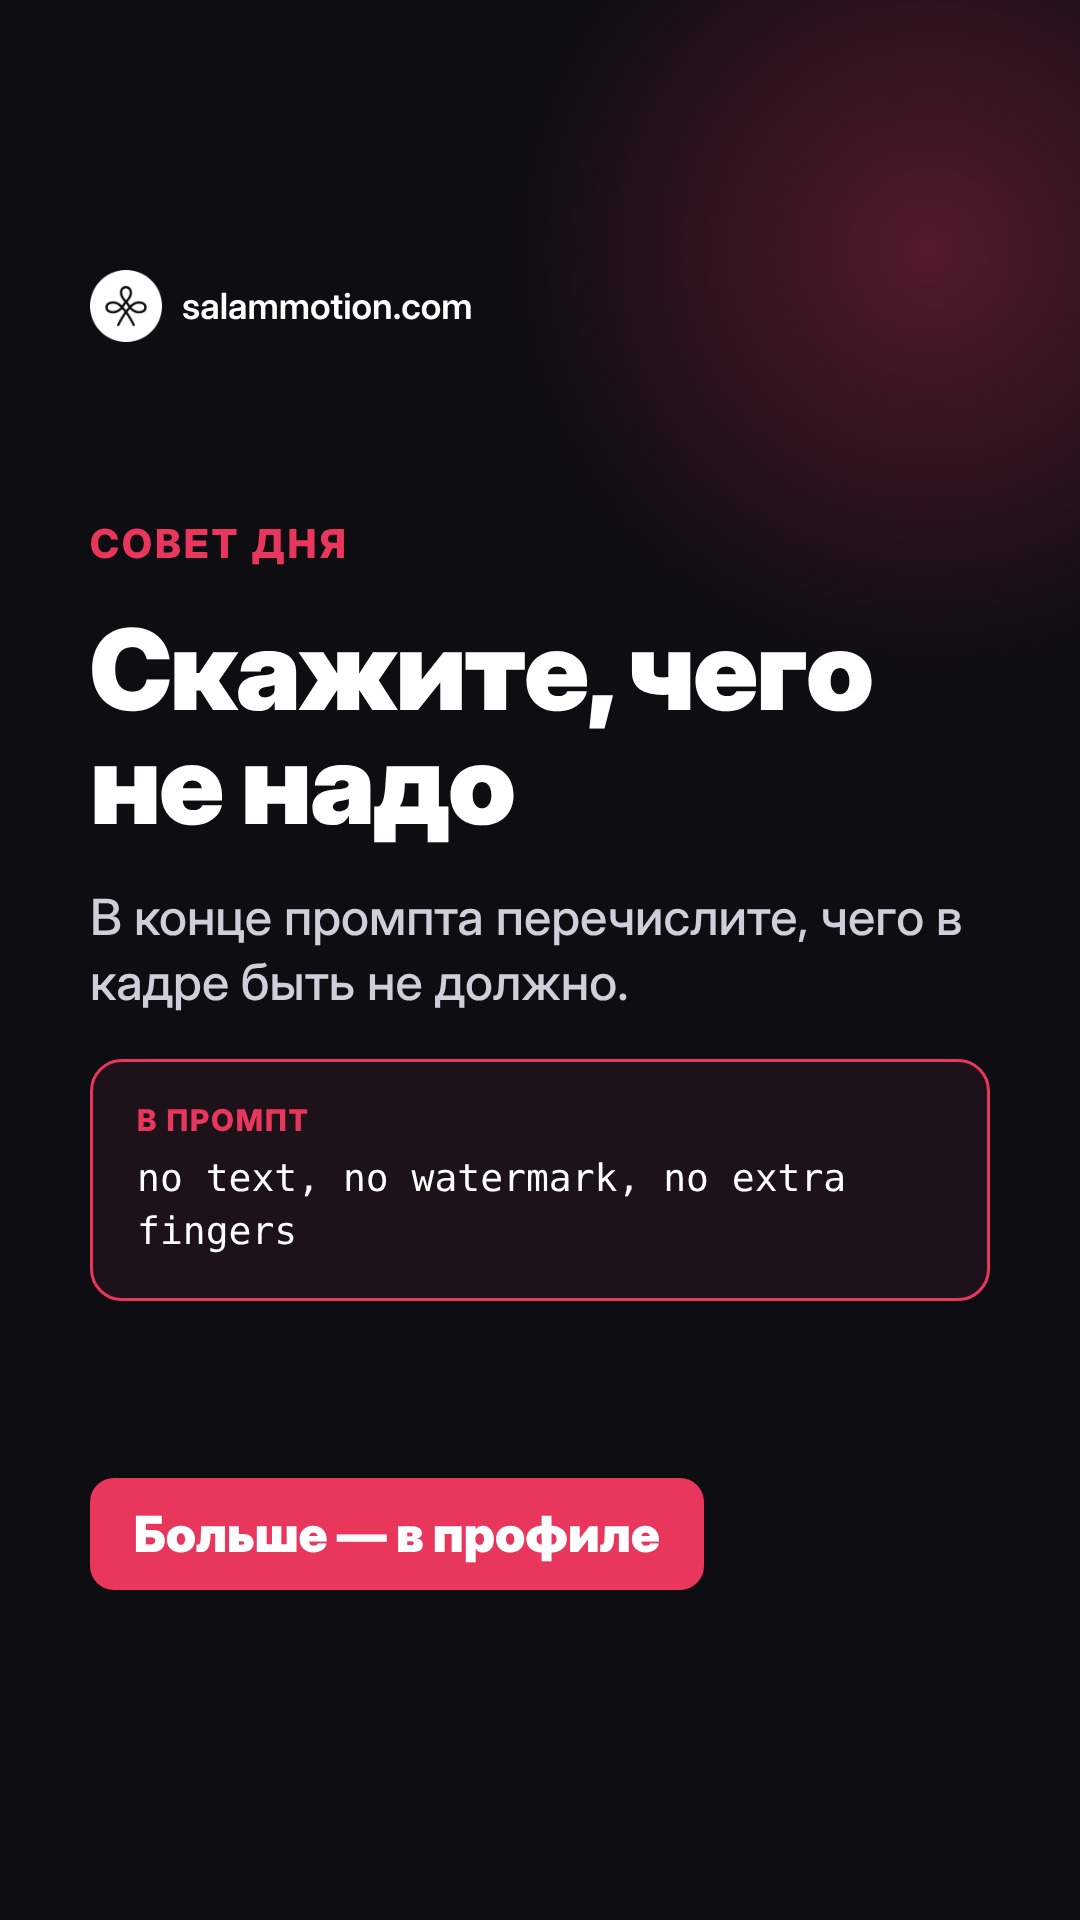 salammotion.com
СОВЕТ ДНЯ
Скажите, чего
не надо
В конце промпта перечислите, чего в
кадре быть не должно.
В ПРОМПТ
no text, no watermark, no extra
fingers
Больше — в профиле